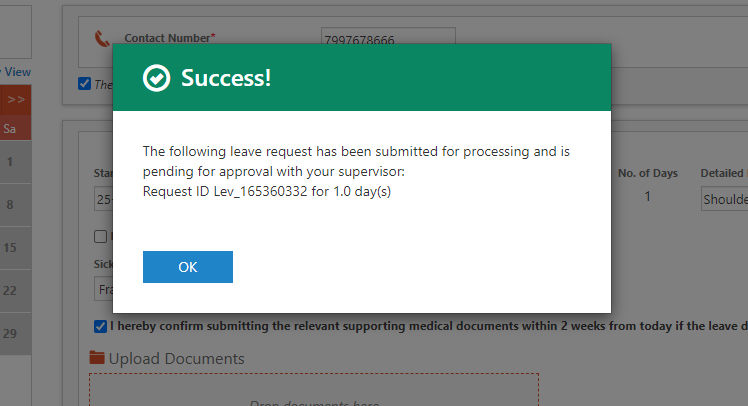 Contact Number*
7997678666
View
>>
Success!
The
Sa
1
The following leave request has been submitted for processing and is
pending for approval with your supervisor:
Request ID Lev_165360332 for 1.0 day(s)
No. of Days
Detailed
25
1
Shoulde
8
15
OK
Sick
22
Fra
29
I hereby confirm submitting the relevant supporting medical documents within 2 weeks from today if the leave d
Upload Documents
Drop documents here